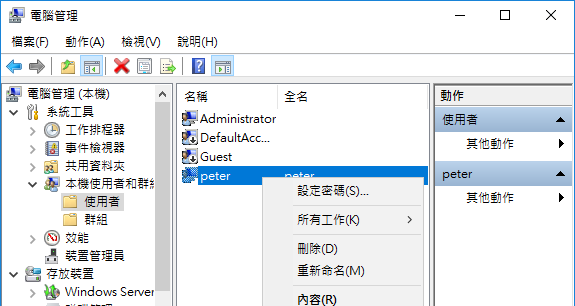 電腦管理
檔案(F) 動作(A) 檢視(V) 說明(H)
電腦管理 (本機)
系統工具
工作排程器
事件檢視器
共用資料夾
本機使用者和群組
使用者
群組
效能
裝置管理員
存放裝置
Windows Server
名稱 全名
Administrator
DefaultAcc...
Guest
peter peter
設定密碼(S)...
所有工作(K)
刪除(D)
重新命名(M)
內容(R)
動作
使用者
其他動作
peter
其他動作